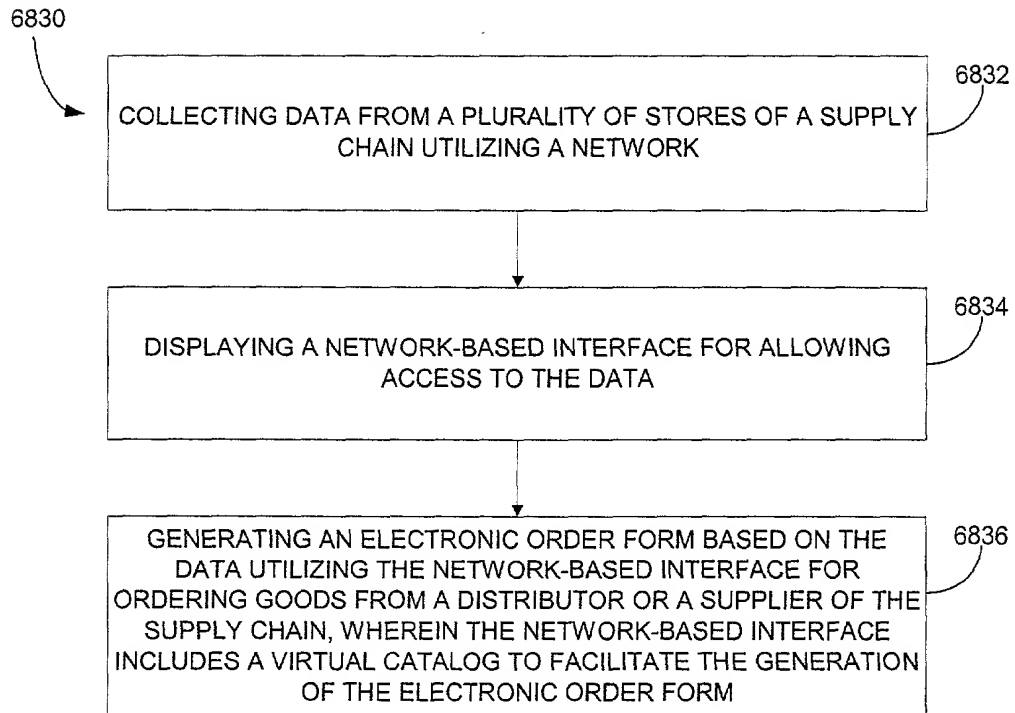 6830
6832
COLLECTING DATA FROM A PLURALITY OF STORES OF A SUPPLY
CHAIN UTILIZING A NETWORK
6834
DISPLAYING A NETWORK-BASED INTERFACE FOR ALLOWING
ACCESS TO THE DATA
6836
GENERATING AN ELECTRONIC ORDER FORM BASED ON THE
DATA UTILIZING THE NETWORK-BASED INTERFACE FOR
ORDERING GOODS FROM A DISTRIBUTOR OR A SUPPLIER OF THE
SUPPLY CHAIN, WHEREIN THE NETWORK-BASED INTERFACE
INCLUDES A VIRTUAL CATALOG TO FACILITATE THE GENERATION
OF THE ELECTRONIC ORDER FORM